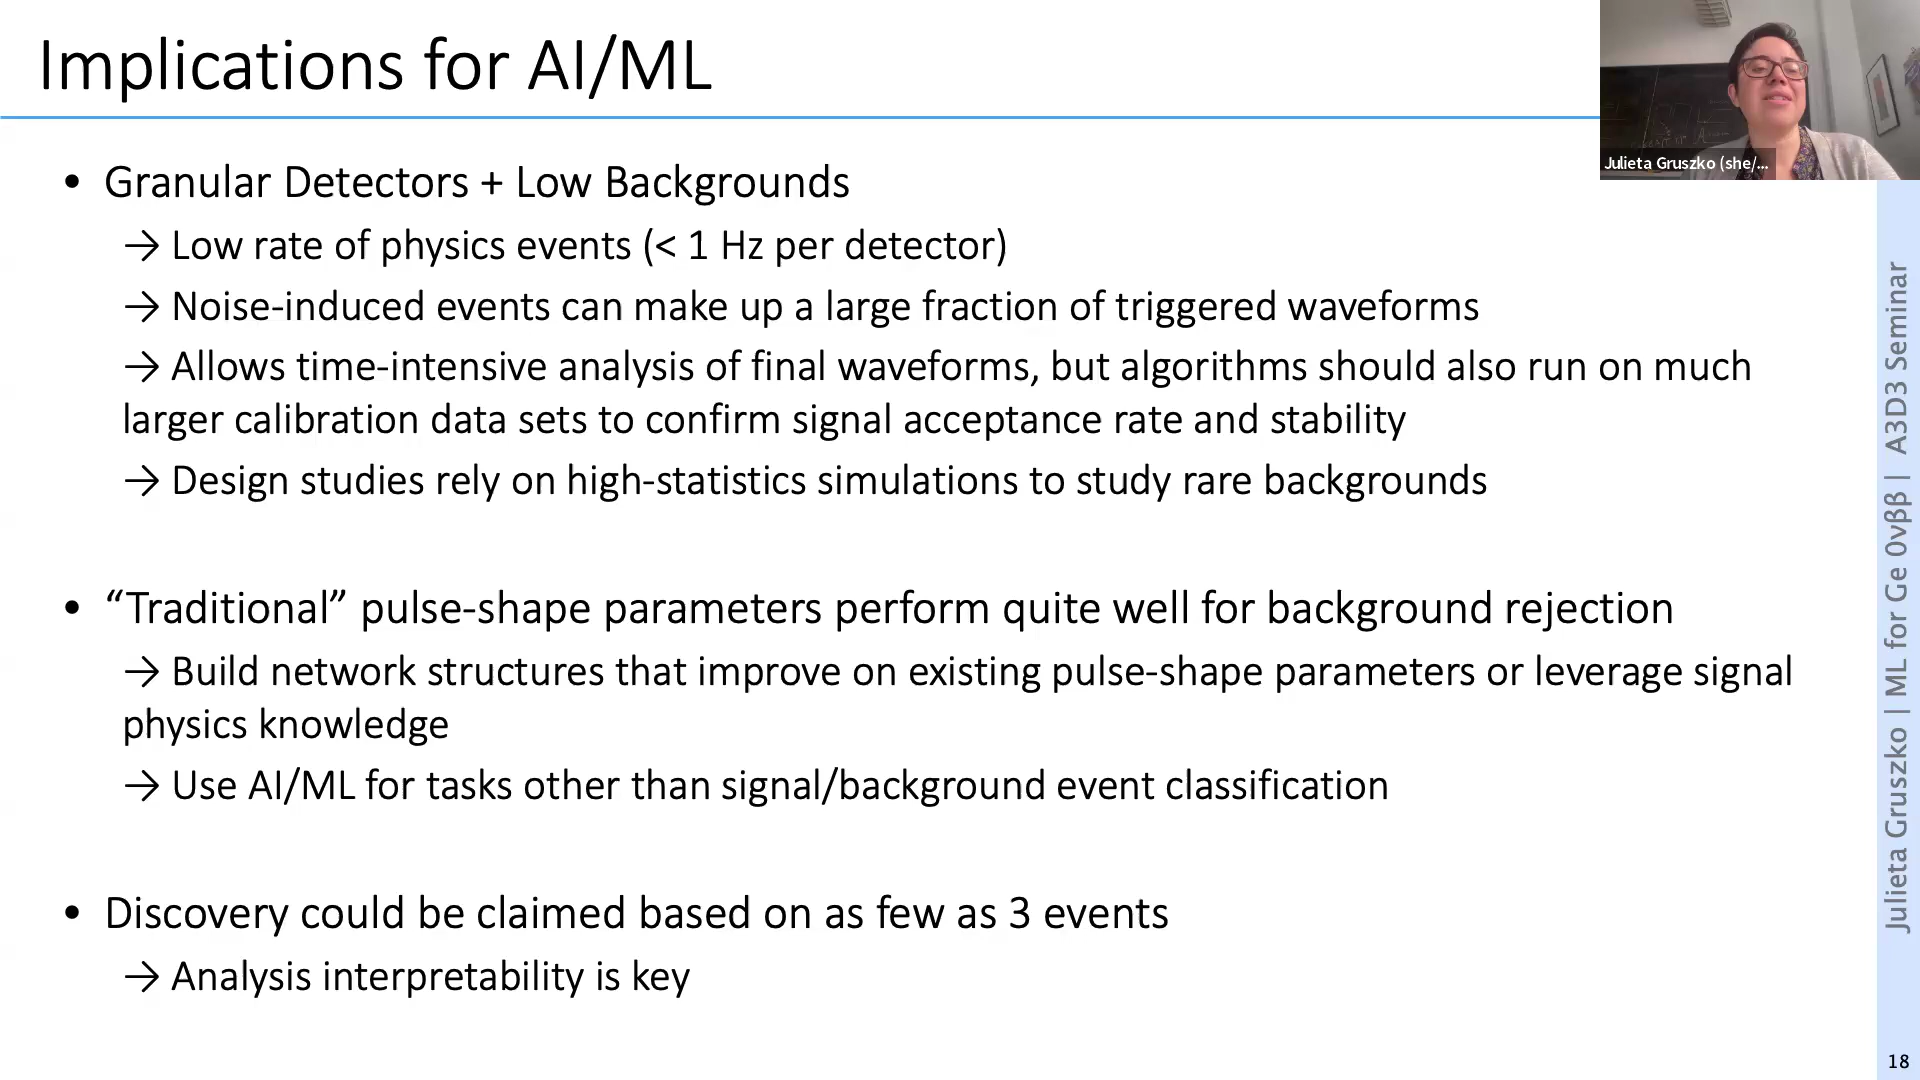 Implications for AI/ML
Julieta Gruszko (she/...
• Granular Detectors + Low Backgrounds
→ Low rate of physics events (< 1 Hz per detector)
→ Noise-induced events can make up a large fraction of triggered waveforms
→ Allows time-intensive analysis of final waveforms, but algorithms should also run on much
larger calibration data sets to confirm signal acceptance rate and stability
→ Design studies rely on high-statistics simulations to study rare backgrounds
• “Traditional” pulse-shape parameters perform quite well for background rejection
→ Build network structures that improve on existing pulse-shape parameters or leverage signal
physics knowledge
→ Use AI/ML for tasks other than signal/background event classification
• Discovery could be claimed based on as few as 3 events
→ Analysis interpretability is key
Julieta Gruszko | ML for Ge 0νββ | A3D3 Seminar
18